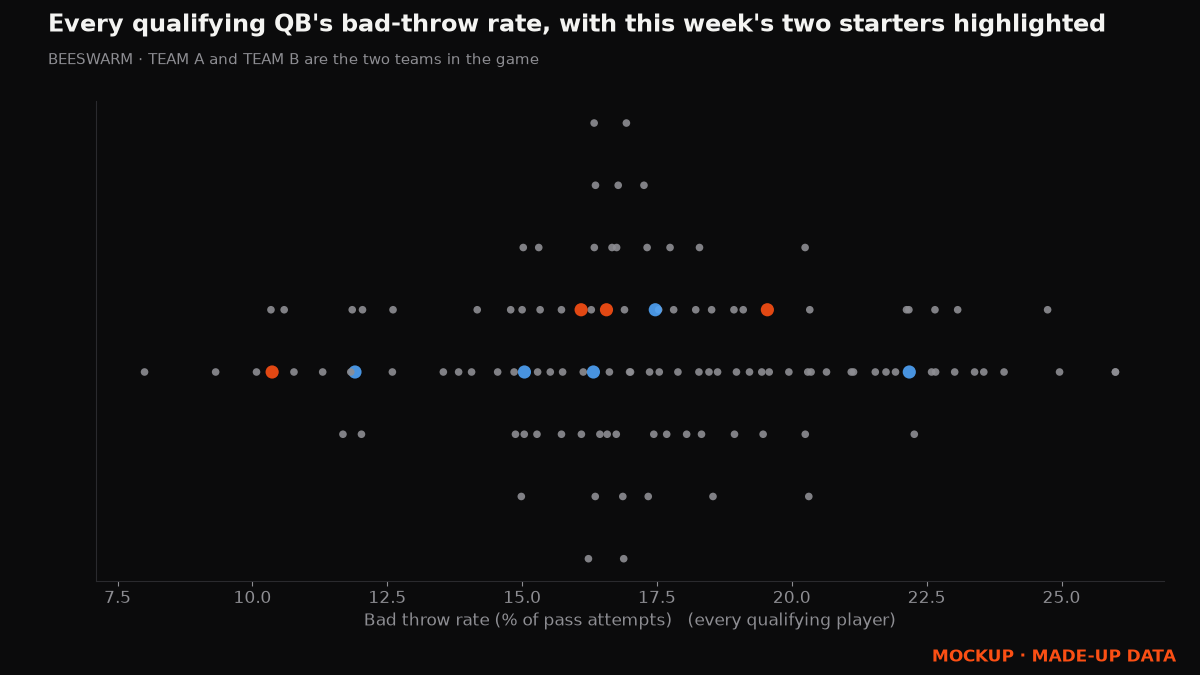 Every qualifying QB's bad-throw rate, with this week's two starters highlighted
BEESWARM · TEAM A and TEAM B are the two teams in the game
7.5 10.0 12.5 15.0 17.5 20.0 22.5 25.0
Bad throw rate (% of pass attempts) (every qualifying player)
MOCKUP · MADE-UP DATA